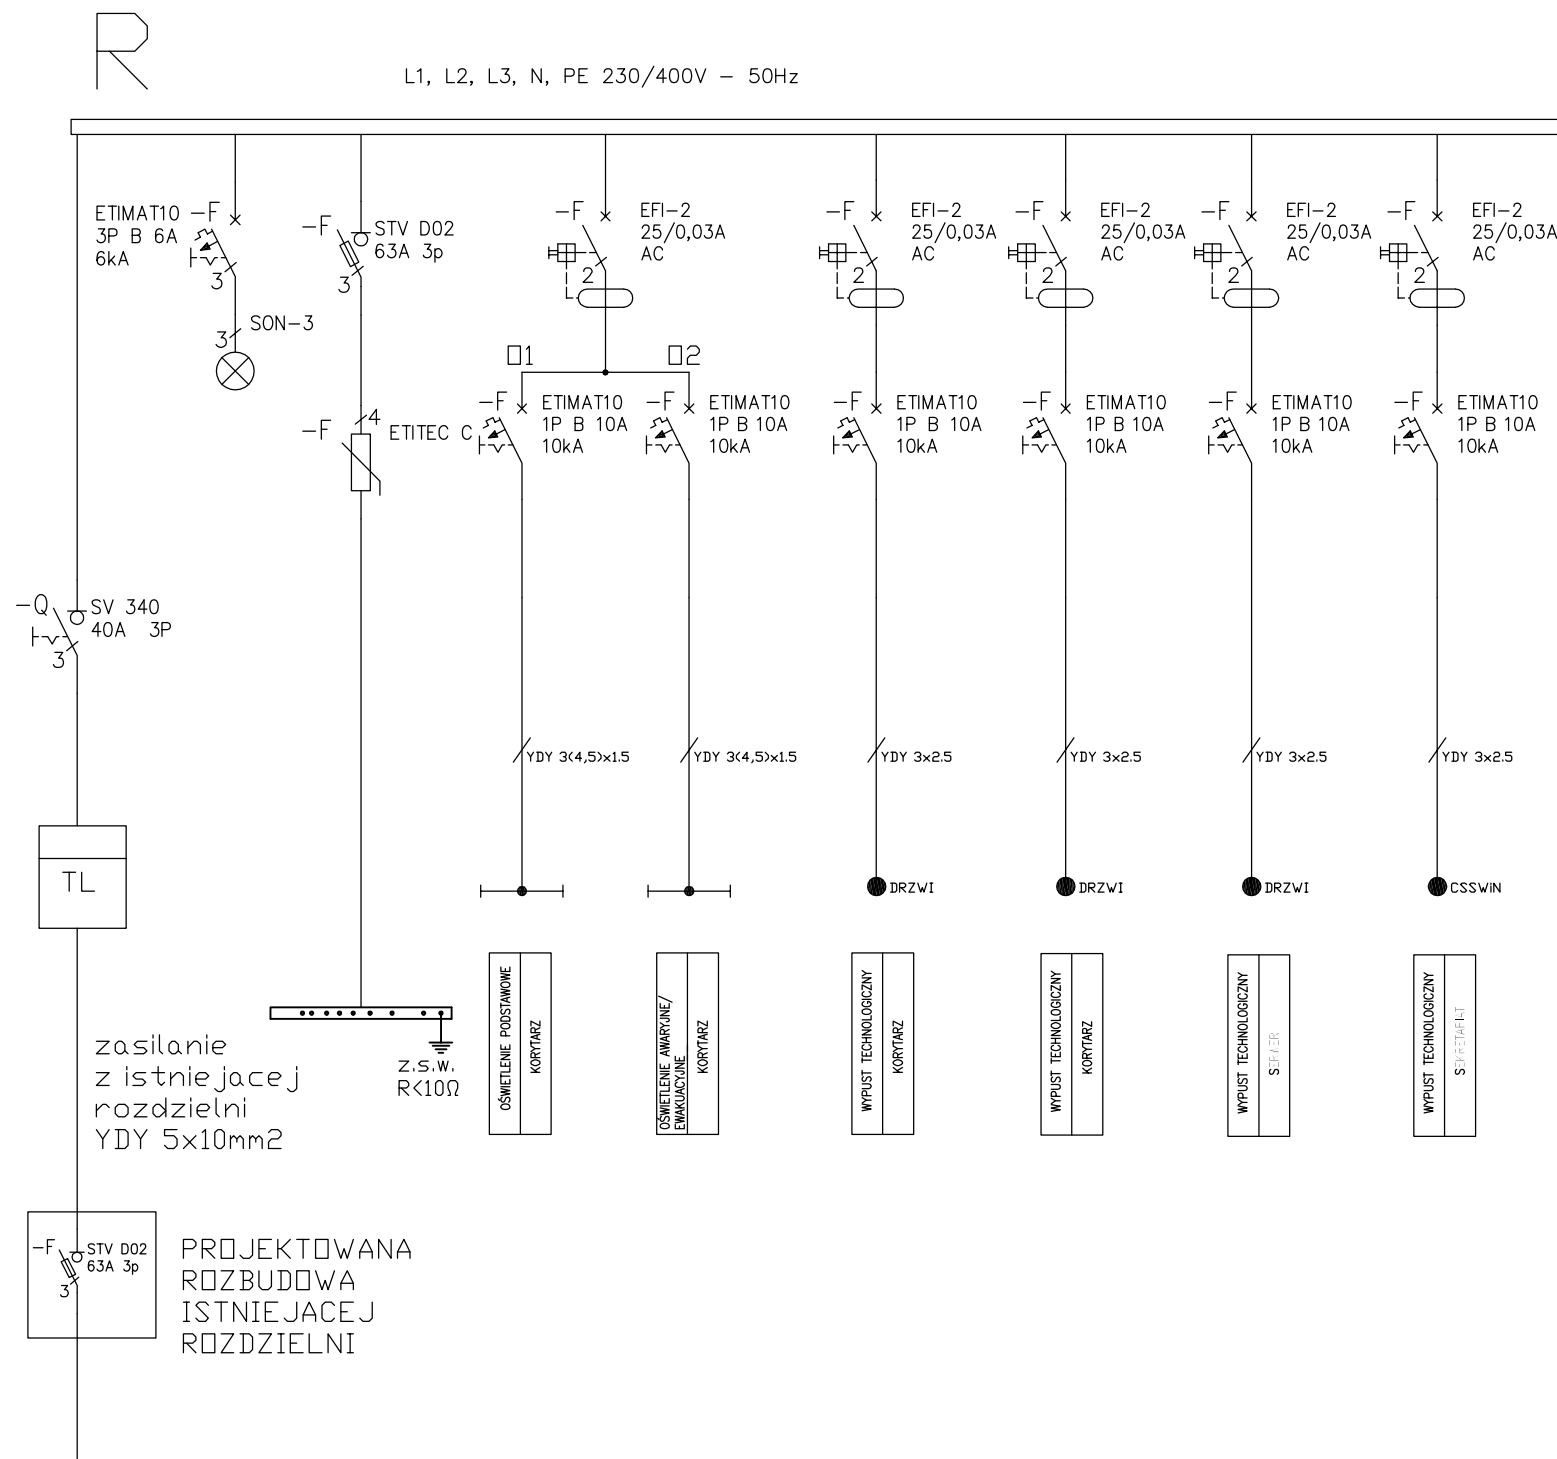 R
L1, L2, L3, N, PE 230/400V – 50Hz
ETIMAT10
3P B 6A
6kA
–F
3
3
SON–3
–F
STV D02
63A 3p
3
–F
4
ETITEC C
–F
EFI–2
25/0,03A
AC
2
O1
O2
–F
ETIMAT10
1P B 10A
10kA
–F
ETIMAT10
1P B 10A
10kA
–F
EFI–2
25/0,03A
AC
2
–F
ETIMAT10
1P B 10A
10kA
–F
EFI–2
25/0,03A
AC
2
–F
ETIMAT10
1P B 10A
10kA
–F
EFI–2
25/0,03A
AC
2
–F
ETIMAT10
1P B 10A
10kA
–F
EFI–2
25/0,03A
AC
2
–F
ETIMAT10
1P B 10A
10kA
–Q
SV 340
40A 3P
3
YDY 3(4,5)x1.5
YDY 3(4,5)x1.5
YDY 3x2.5
YDY 3x2.5
YDY 3x2.5
YDY 3x2.5
TL
DRZWI
DRZWI
DRZWI
CSSWiN
OŚWIETLENIE PODSTAWOWE
KORYTARZ
OŚWIETLENIE AWARYJNE/
EWAKUACYJNE
KORYTARZ
WYPUST TECHNOLOGICZNY
KORYTARZ
WYPUST TECHNOLOGICZNY
KORYTARZ
WYPUST TECHNOLOGICZNY
WYPUST TECHNOLOGICZNY
SEKRETARIAT
z.s.w.
R<10Ω
zasilanie
z istniejacej
rozdzielni
YDY 5x10mm2
–F
STV D02
63A 3p
3
PROJEKTOWANA
ROZBUDOWA
ISTNIEJACEJ
ROZDZIELNI